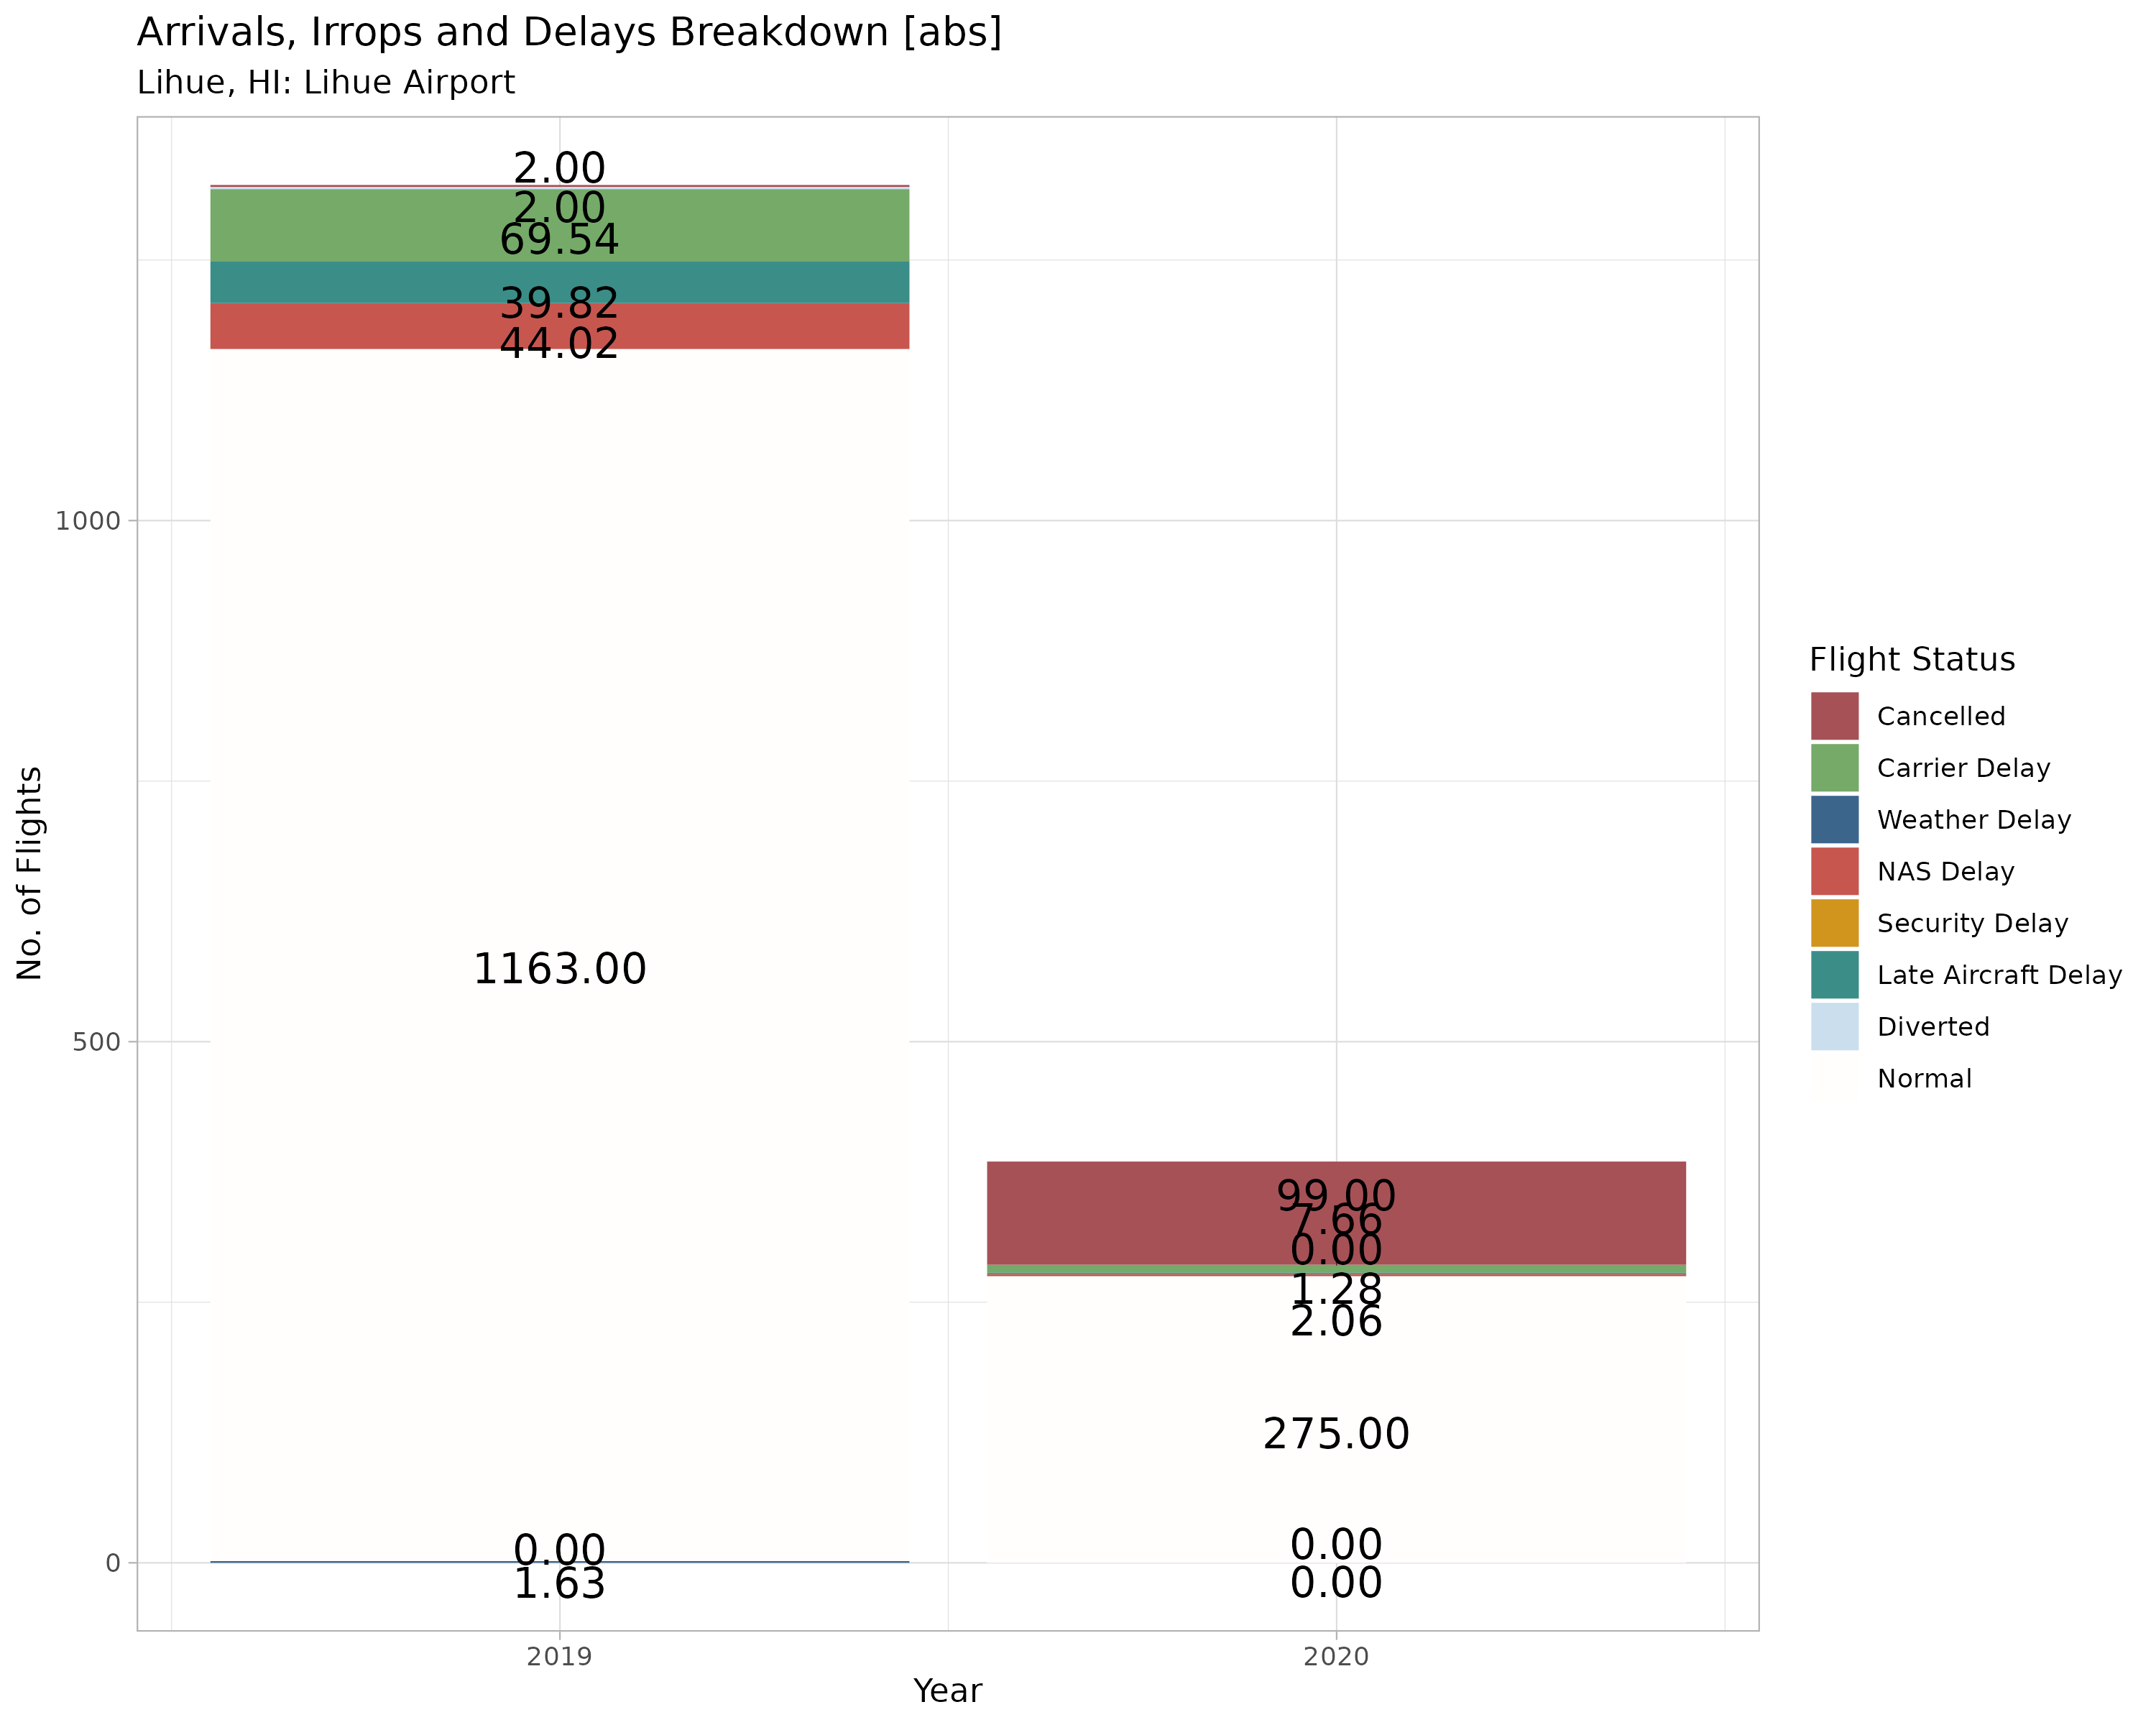 Arrivals, Irrops and Delays Breakdown [abs]
Lihue, HI: Lihue Airport
No. of Flights
1000
500
0
2.00
2.00
69.54
39.82
44.02
1163.00
0.00
1.63
99.00
7.66
0.00
1.28
2.06
275.00
0.00
0.00
2019
2020
Year
Flight Status
Cancelled
Carrier Delay
Weather Delay
NAS Delay
Security Delay
Late Aircraft Delay
Diverted
Normal